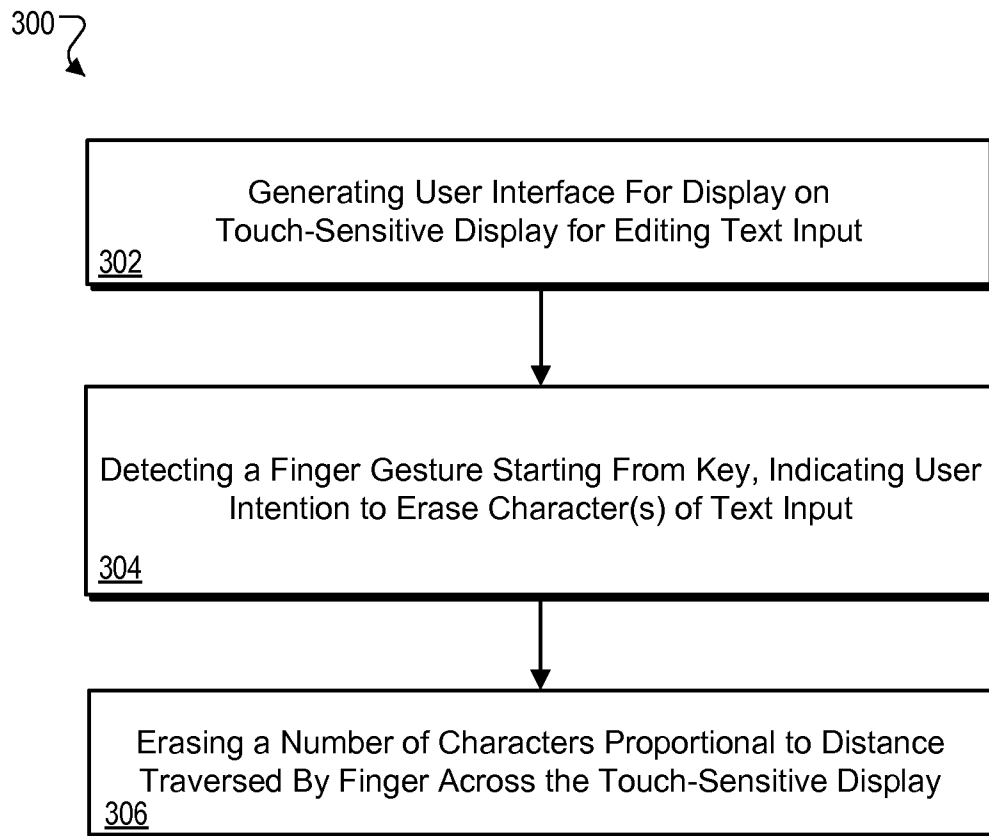 300
Generating User Interface For Display on
Touch-Sensitive Display for Editing Text Input
302
Detecting a Finger Gesture Starting From Key, Indicating User
Intention to Erase Character(s) of Text Input
304
Erasing a Number of Characters Proportional to Distance
Traversed By Finger Across the Touch-Sensitive Display
306